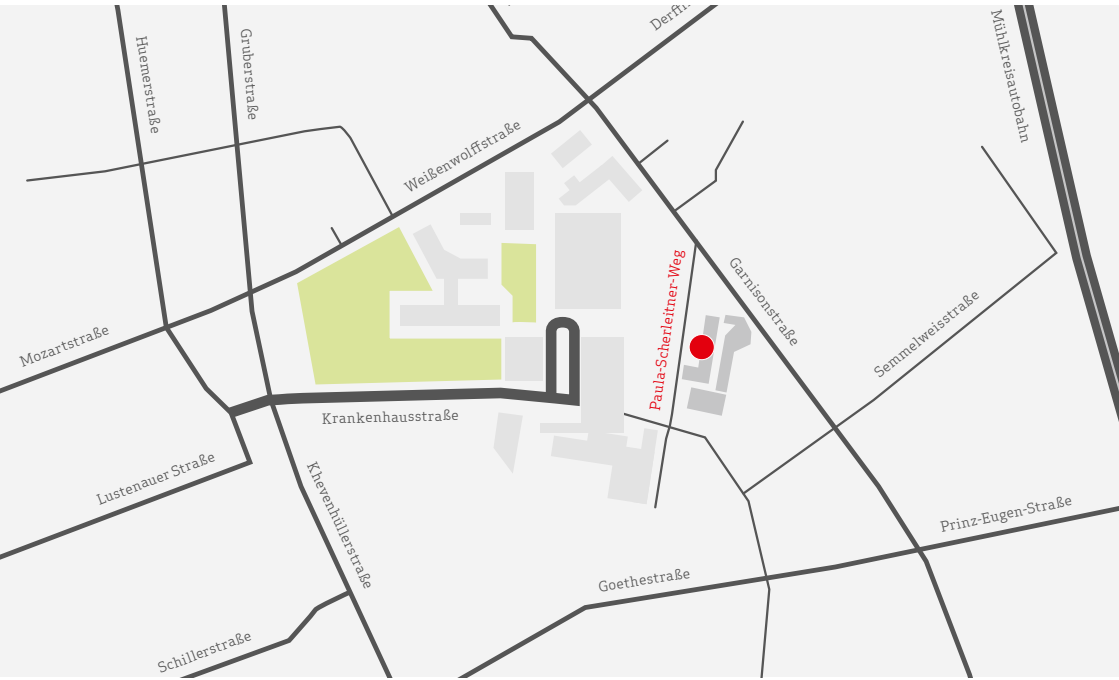 Derffli
Mühlkreisautobahn
Huemerstraße
Gruberstraße
Weißenwolffstraße
Garnisonstraße
Paula-Scherleitner-Weg
Semmelweisstraße
Mozartstraße
Krankenhausstraße
Lustenauer Straße
Khevenhüllerstraße
Prinz-Eugen-Straße
Goethestraße
Schillerstraße